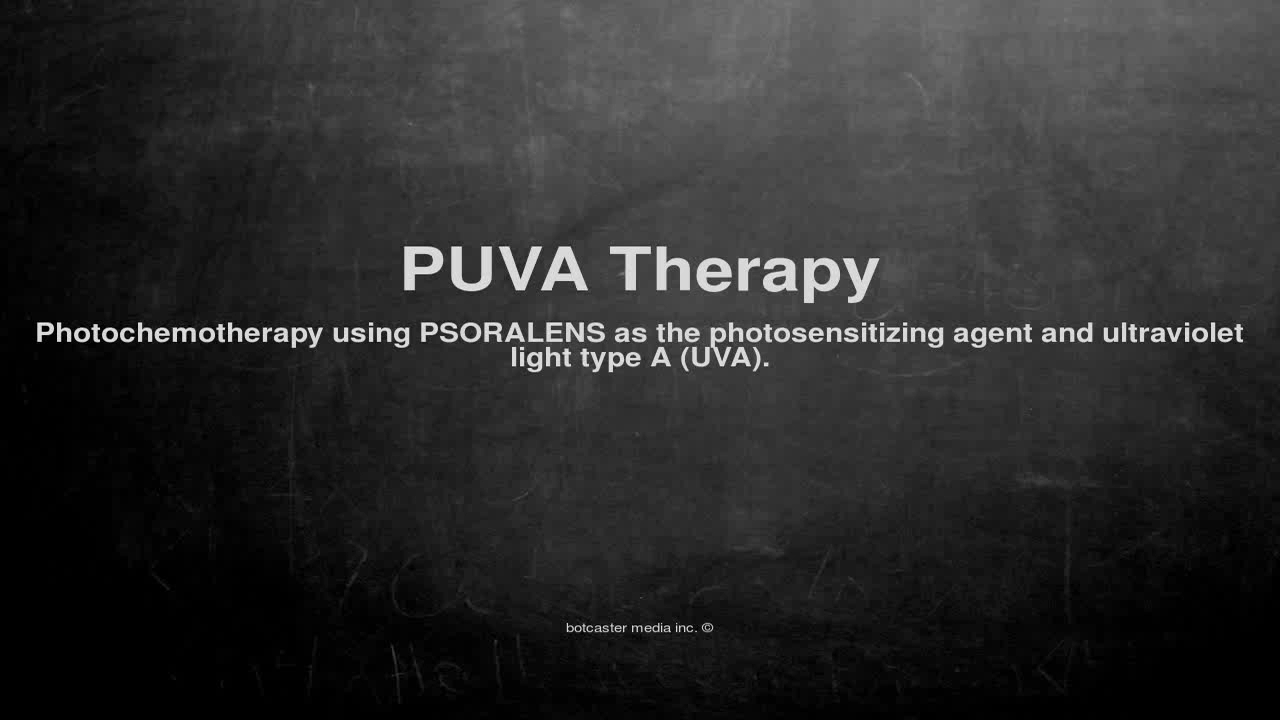 PUVA Therapy
Photochemotherapy using PSORALENS as the photosensitizing agent and ultraviolet
light type A (UVA).
botcaster media inc. ©